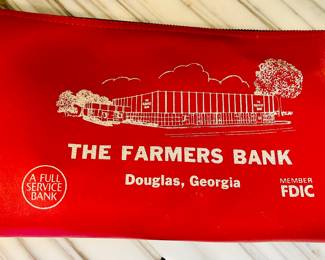 THE FARMERS BANK
Douglas, Georgia
A FULL
SERVICE
BANK
MEMBER
FDIC